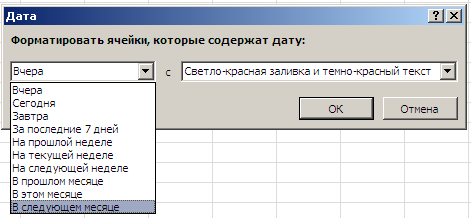 Дата
Форматировать ячейки, которые содержат дату:
Вчера с Светло-красная заливка и темно-красный текст
Вчера
Сегодня
Завтра
За последние 7 дней
На прошлой неделе
На текущей неделе
На следующей неделе
В прошлом месяце
В этом месяце
В следующем месяце
ОК Отмена